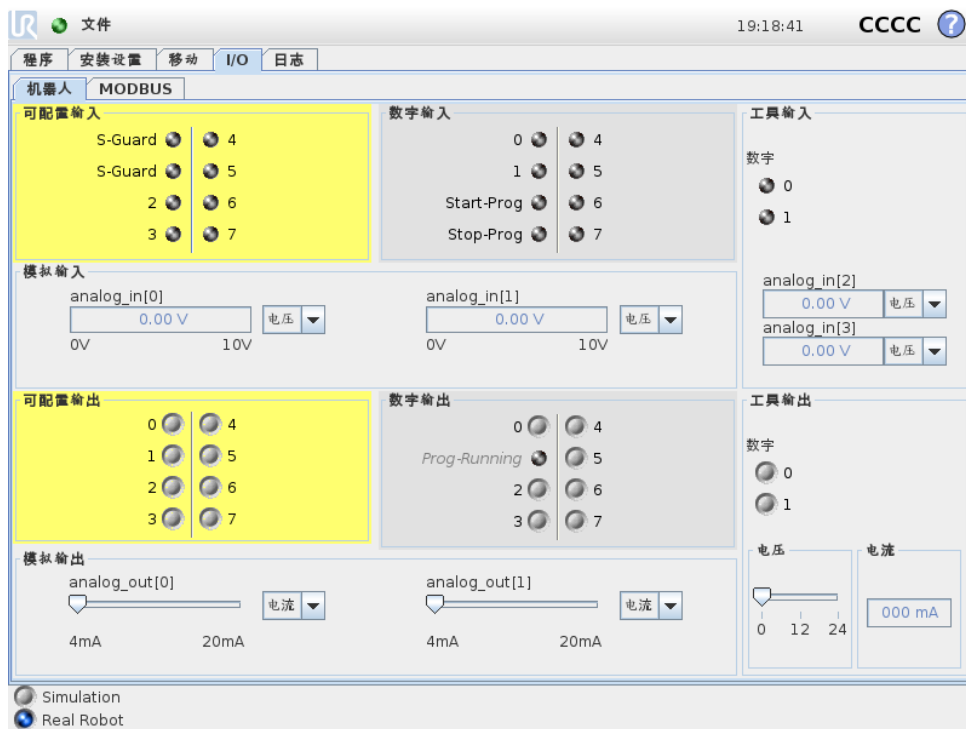 UR 文件 19:18:41 CCCC ?
程序 安装设置 移动 I/O 日志
机器人 MODBUS
可配置输入
S-Guard 4
S-Guard 5
2 6
3 7
数字输入
0 4
1 5
Start-Prog 6
Stop-Prog 7
工具输入
数字
0
1
analog_in[2]
0.00 V 电压
analog_in[3]
0.00 V 电压
模拟输入
analog_in[0]
0.00 V 电压
0V 10V
analog_in[1]
0.00 V 电压
0V 10V
可配置输出
0 4
1 5
2 6
3 7
数字输出
0 4
Prog-Running 5
2 6
3 7
工具输出
数字
0
1
电压
0 12 24
电流
000 mA
模拟输出
analog_out[0]
电流
4mA 20mA
analog_out[1]
电流
4mA 20mA
Simulation
Real Robot